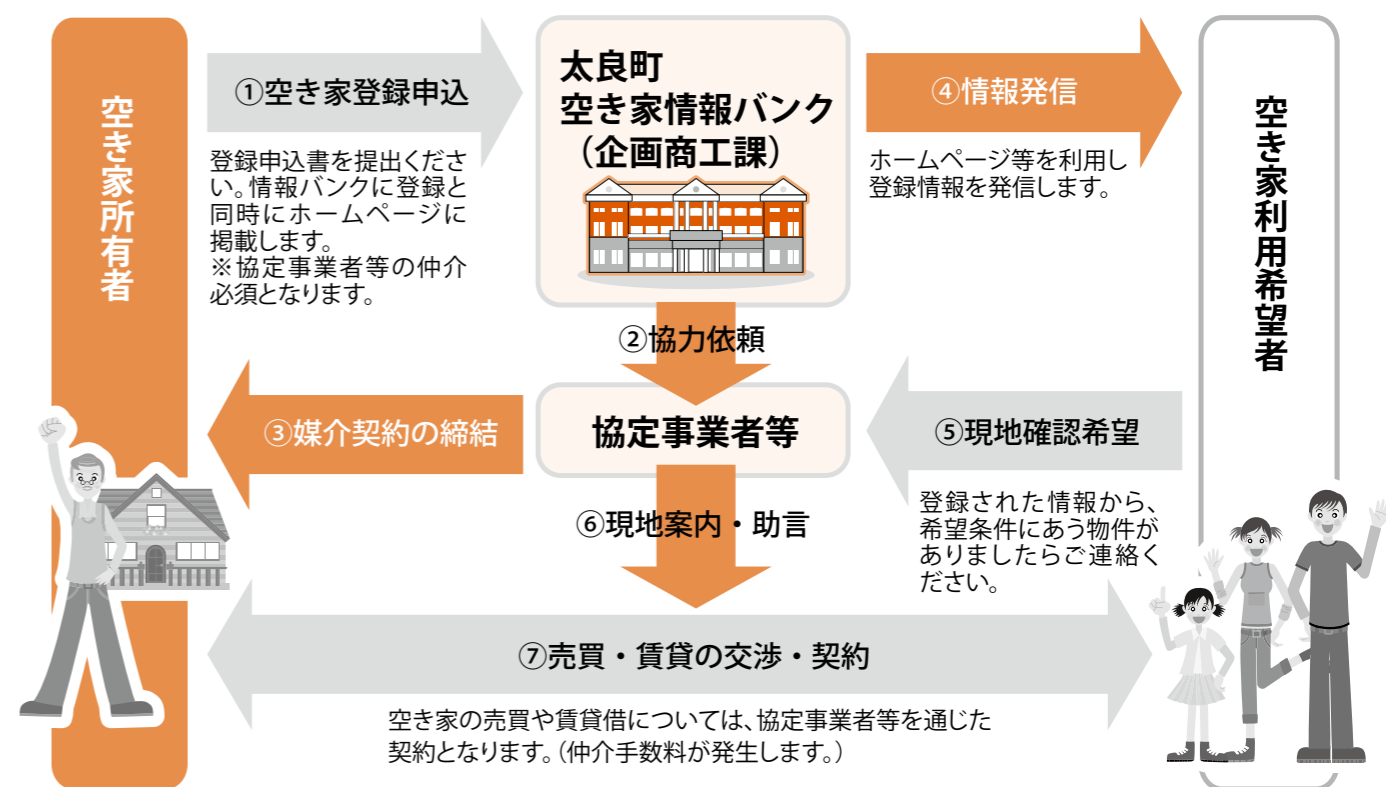 空き家所有者
①空き家登録申込
登録申込書を提出くださ
い。情報バンクに登録と
同時にホームページに
掲載します。
※協定事業者等の仲介
必須となります。
太良町
空き家情報バンク
（企画商工課）
④情報発信
ホームページ等を利用し
登録情報を発信します。
空き家利用希望者
②協力依頼
③媒介契約の締結
協定事業者等
⑤現地確認希望
登録された情報から、
希望条件にあう物件が
ありましたらご連絡く
ださい。
⑥現地案内・助言
⑦売買・賃貸の交渉・契約
空き家の売買や賃貸借については、協定事業者等を通じた
契約となります。（仲介手数料が発生します。）